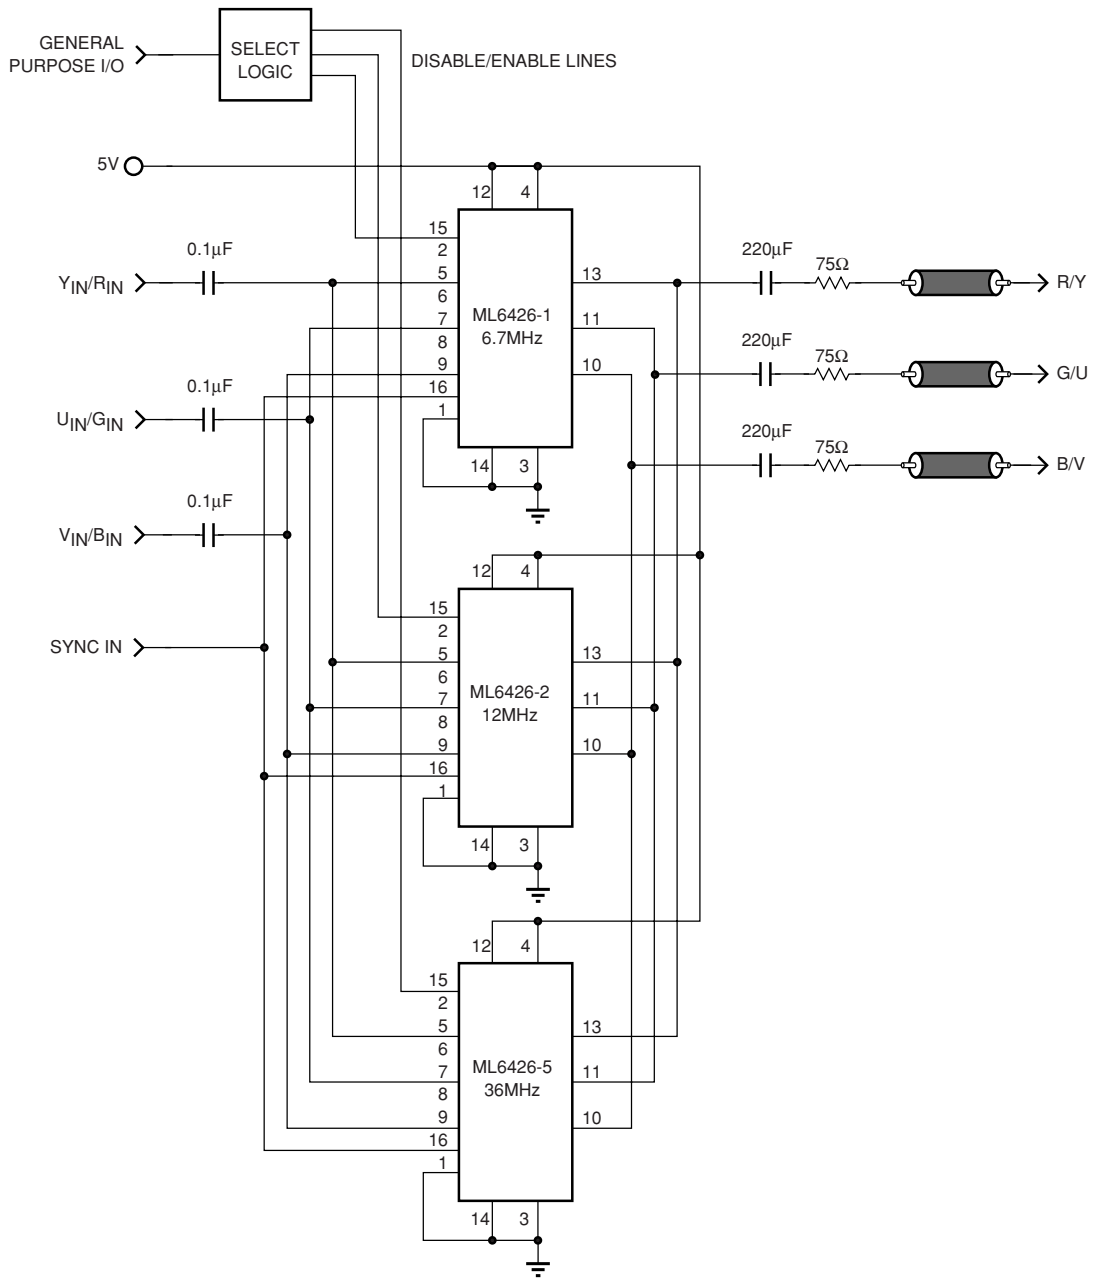 GENERAL
PURPOSE I/O
SELECT
LOGIC
DISABLE/ENABLE LINES
5V
12 4
15
2
5
6
7
8
9
16
1
ML6426-1
6.7MHz
13
11
10
14 3
0.1µF
YIN/RIN
0.1µF
UIN/GIN
0.1µF
VIN/BIN
SYNC IN
220µF
75Ω
R/Y
220µF
75Ω
G/U
220µF
75Ω
B/V
12 4
15
2
5
6
7
8
9
16
1
ML6426-2
12MHz
13
11
10
14 3
12 4
15
2
5
6
7
8
9
16
1
ML6426-5
36MHz
13
11
10
14 3